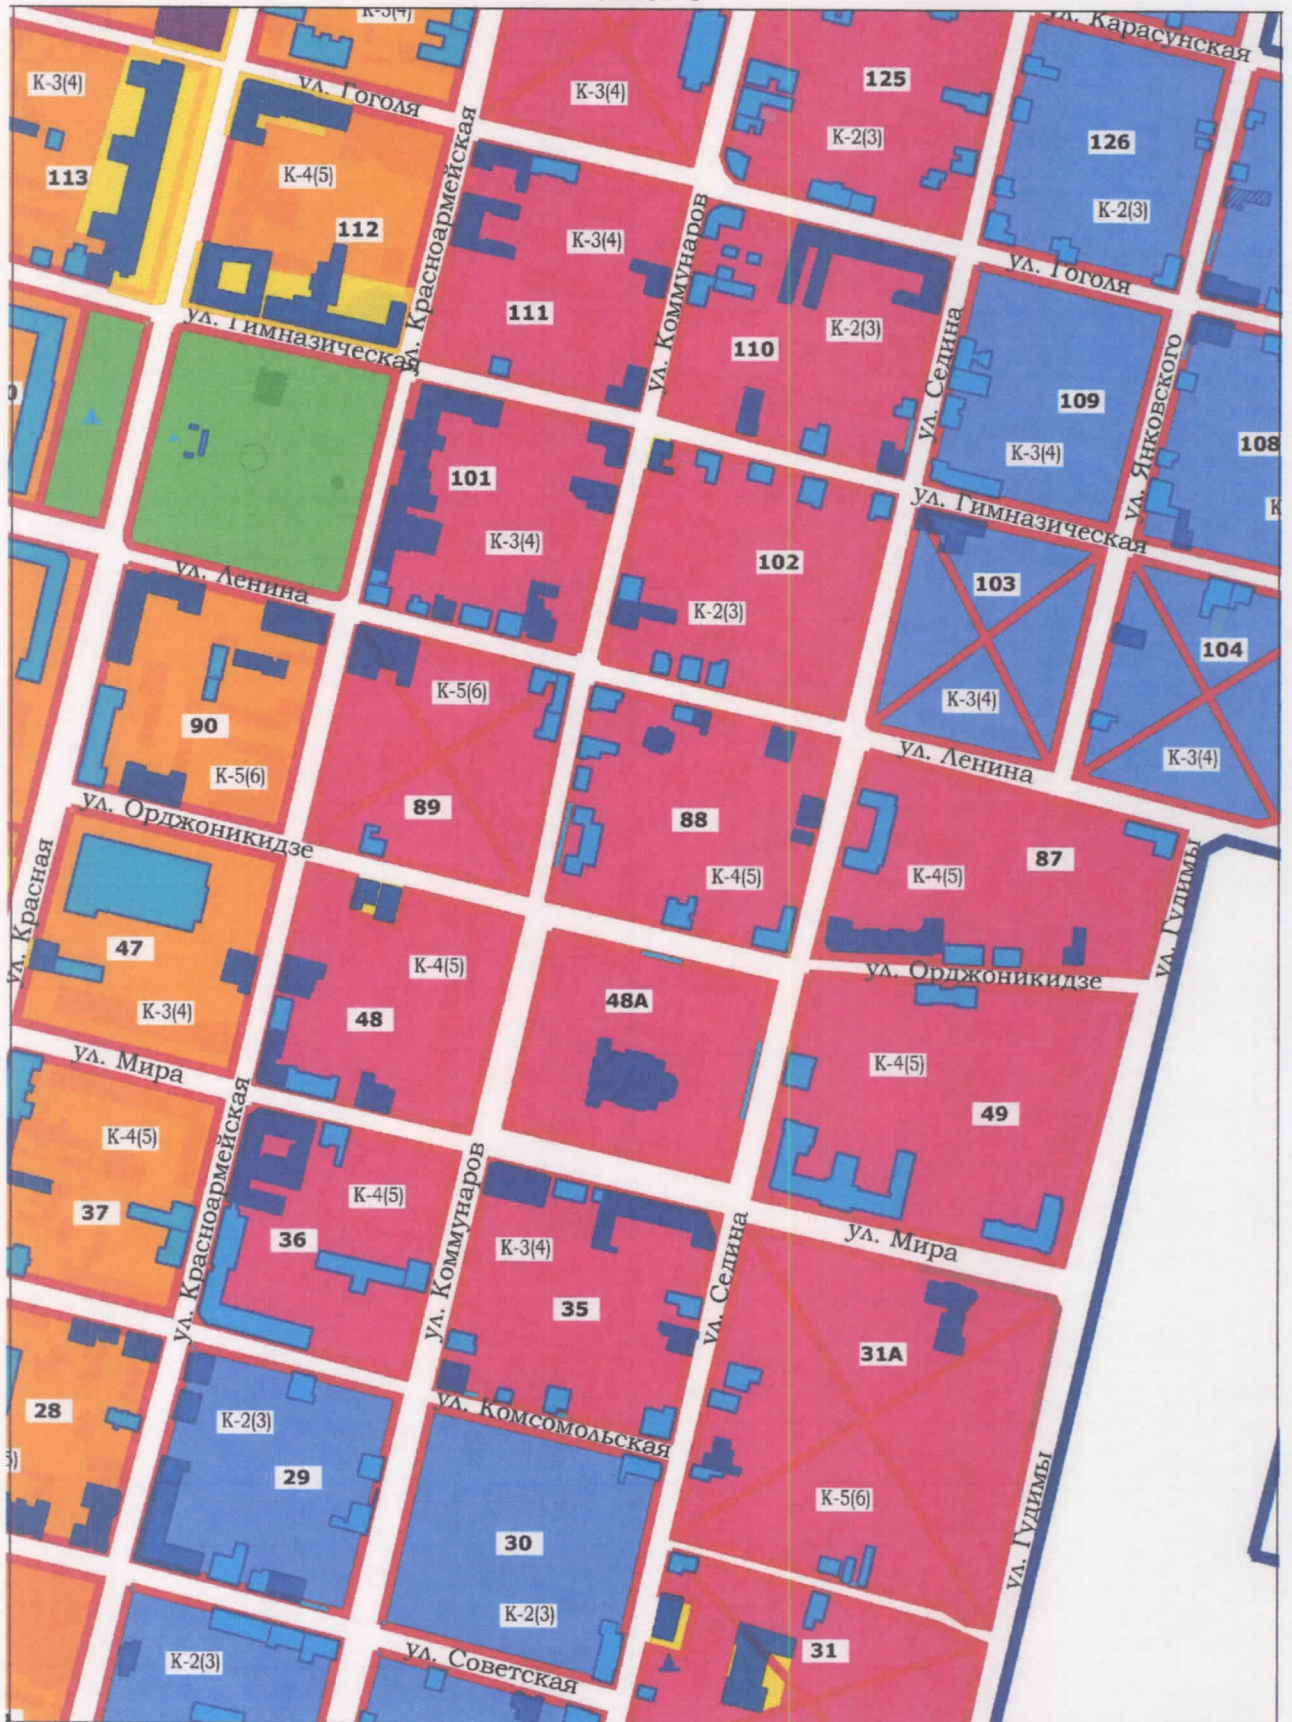 К-3(4)
ул. Карасунская
К-3(4)
ул. Гоголя
К-3(4)
125
К-2(3)
126
К-2(3)
113
К-4(5)
112
ул. Красноармейская
К-3(4)
111
ул. Коммунаров
ул. Гоголя
К-2(3)
110
ул. Седина
109
К-3(4)
ул. Янковского
108
К
ул. Гимназическая
101
К-3(4)
102
К-2(3)
ул. Гимназическая
103
К-3(4)
104
К-3(4)
ул. Ленина
90
К-5(6)
К-5(6)
89
88
К-4(5)
ул. Ленина
87
К-4(5)
ул. Гудимы
ул. Орджоникидзе
ул. Красная
47
К-3(4)
К-4(5)
48
48А
ул. Орджоникидзе
К-4(5)
49
ул. Мира
К-4(5)
37
ул. Красноармейская
К-4(5)
36
ул. Коммунаров
К-3(4)
35
ул. Седина
ул. Мира
31А
К-5(6)
ул. Гудимы
28
5)
К-2(3)
29
ул. Комсомольская
30
К-2(3)
К-2(3)
ул. Советская
31